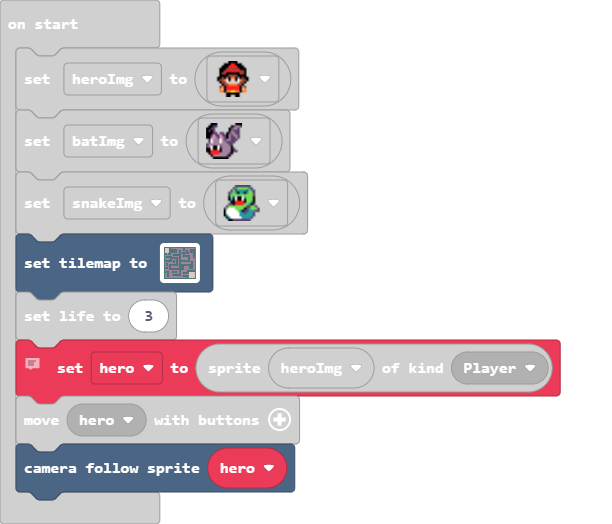 on start
set heroImg to
set batImg to
set snakeImg to
set tilemap to
set life to 3
set hero to sprite heroImg of kind Player
move hero with buttons
camera follow sprite hero